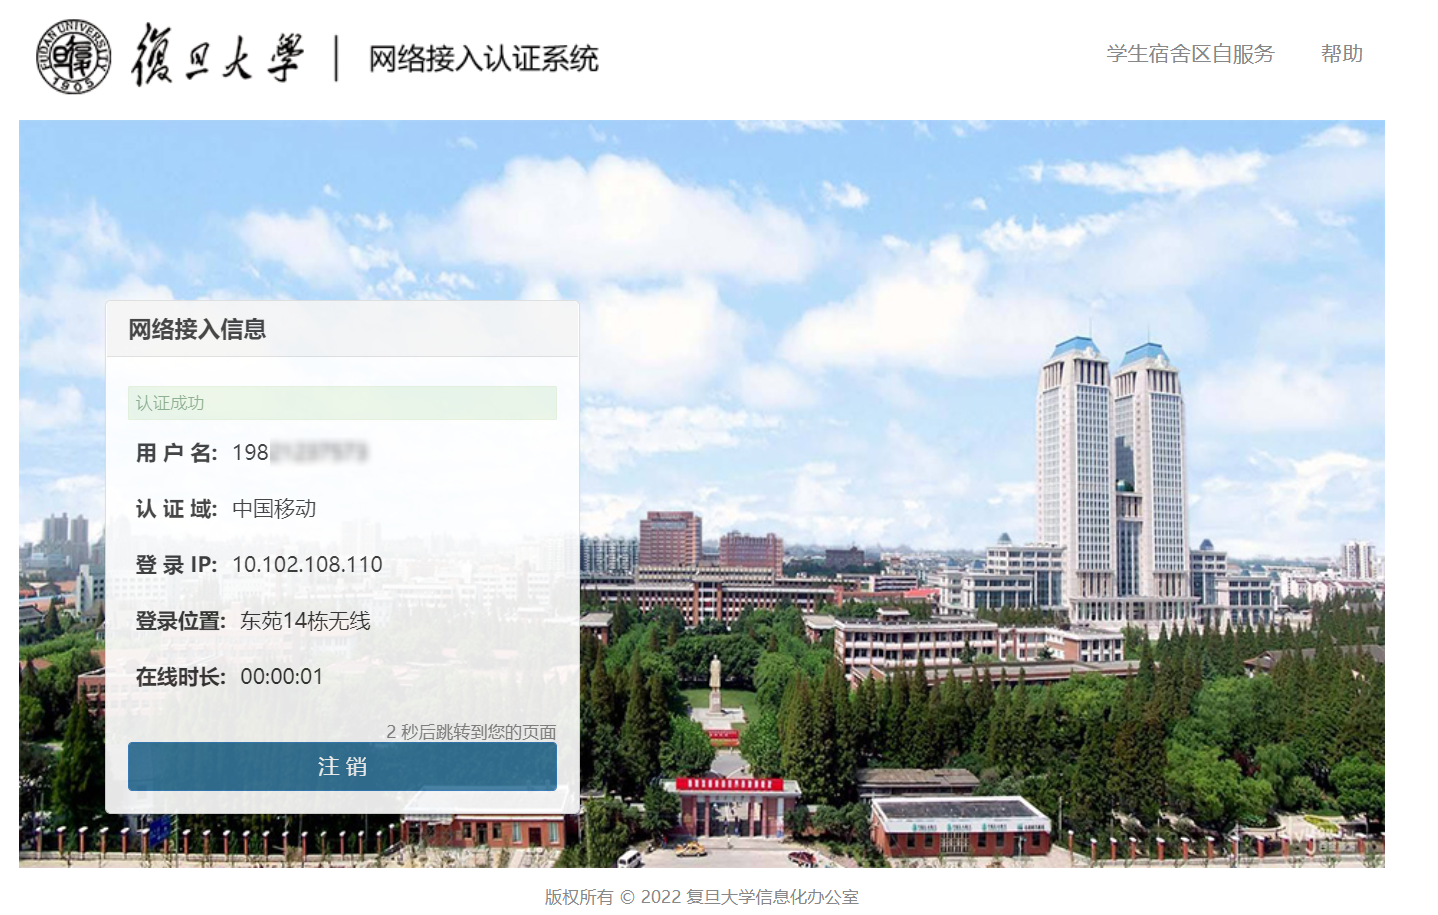 復旦大學 | 网络接入认证系统
FUDAN UNIVERSITY
1905
学生宿舍区自服务 帮助
网络接入信息
认证成功
用 户 名: 198
认 证 域: 中国移动
登 录 IP: 10.102.108.110
登录位置: 东苑14栋无线
在线时长: 00:00:01
2 秒后跳转到您的页面
注 销
版权所有 © 2022 复旦大学信息化办公室